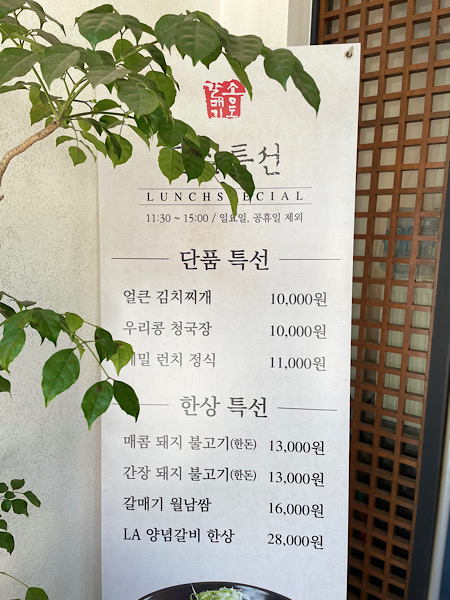 송도
갈매기
특선
LUNCH SPECIAL
11:30 ~ 15:00 / 일요일, 공휴일 제외
단품 특선
얼큰 김치찌개 10,000원
우리콩 청국장 10,000원
런치 정식 11,000원
한상 특선
매콤 돼지 불고기(한돈) 13,000원
간장 돼지 불고기(한돈) 13,000원
갈매기 월남쌈 16,000원
LA 양념갈비 한상 28,000원